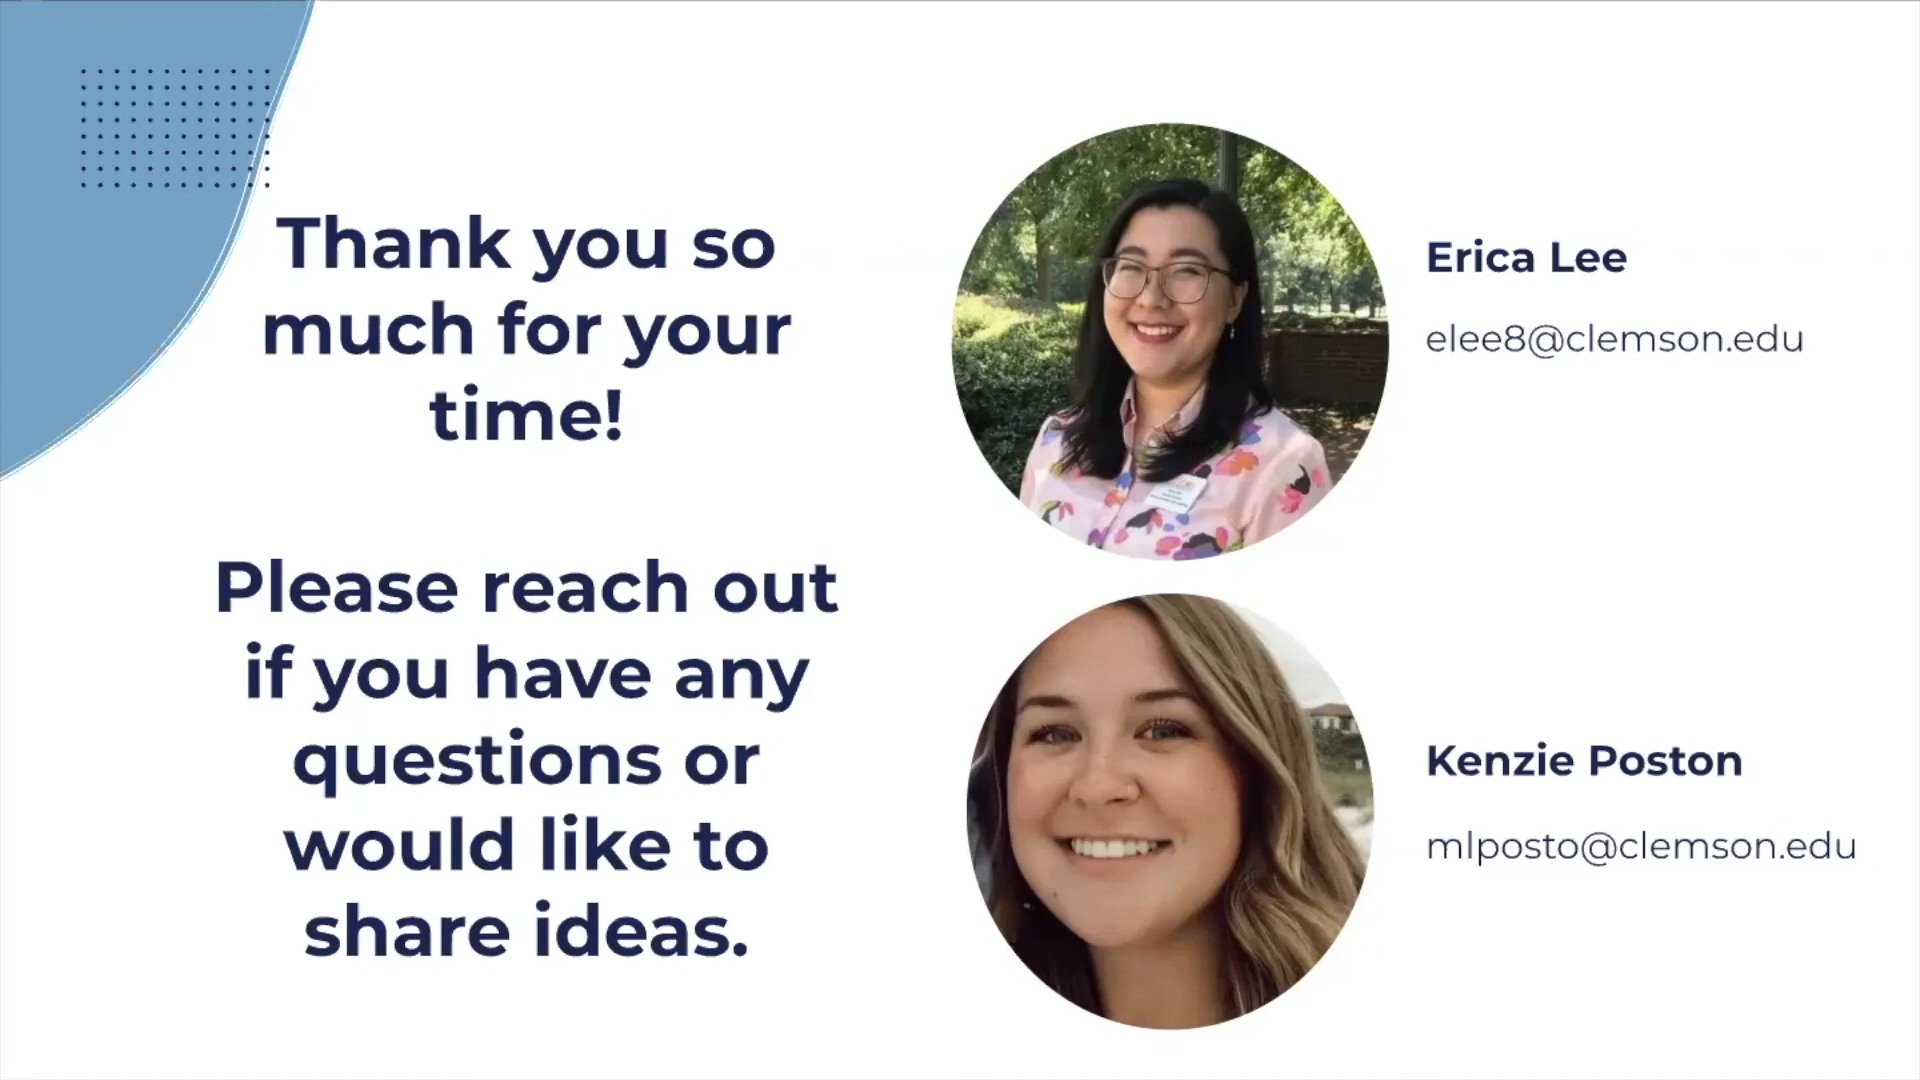 Thank you so
much for your
time!
Please reach out
if you have any
questions or
would like to
share ideas.
Erica Lee
elee8@clemson.edu
Kenzie Poston
mlposto@clemson.edu